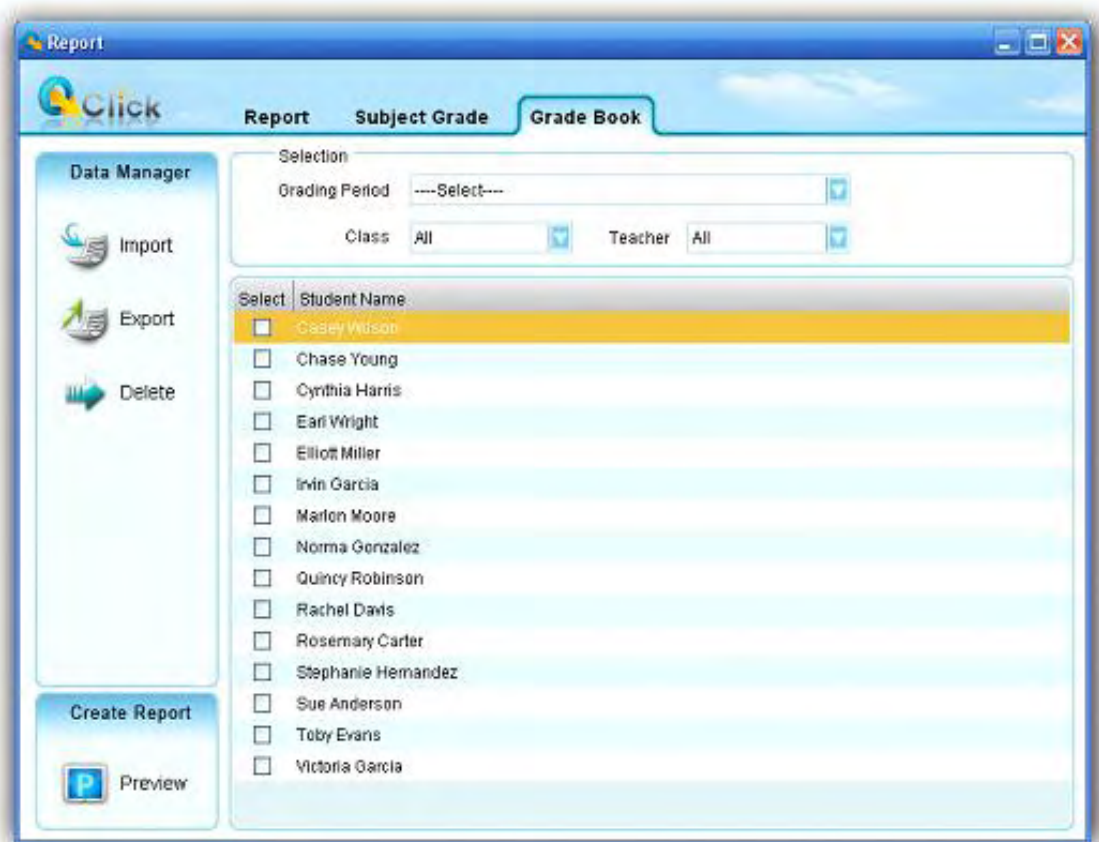 Report
Click
Report Subject Grade Grade Book
Data Manager
Import
Export
Delete
Create Report
Preview
Selection
Grading Period ----Select----
Class All Teacher All
Select Student Name
Casey Wilson
Chase Young
Cynthia Harris
Earl Wright
Elliott Miller
Irvin Garcia
Marlon Moore
Norma Gonzalez
Quincy Robinson
Rachel Davis
Rosemary Carter
Stephanie Hernandez
Sue Anderson
Toby Evans
Victoria Garcia
P